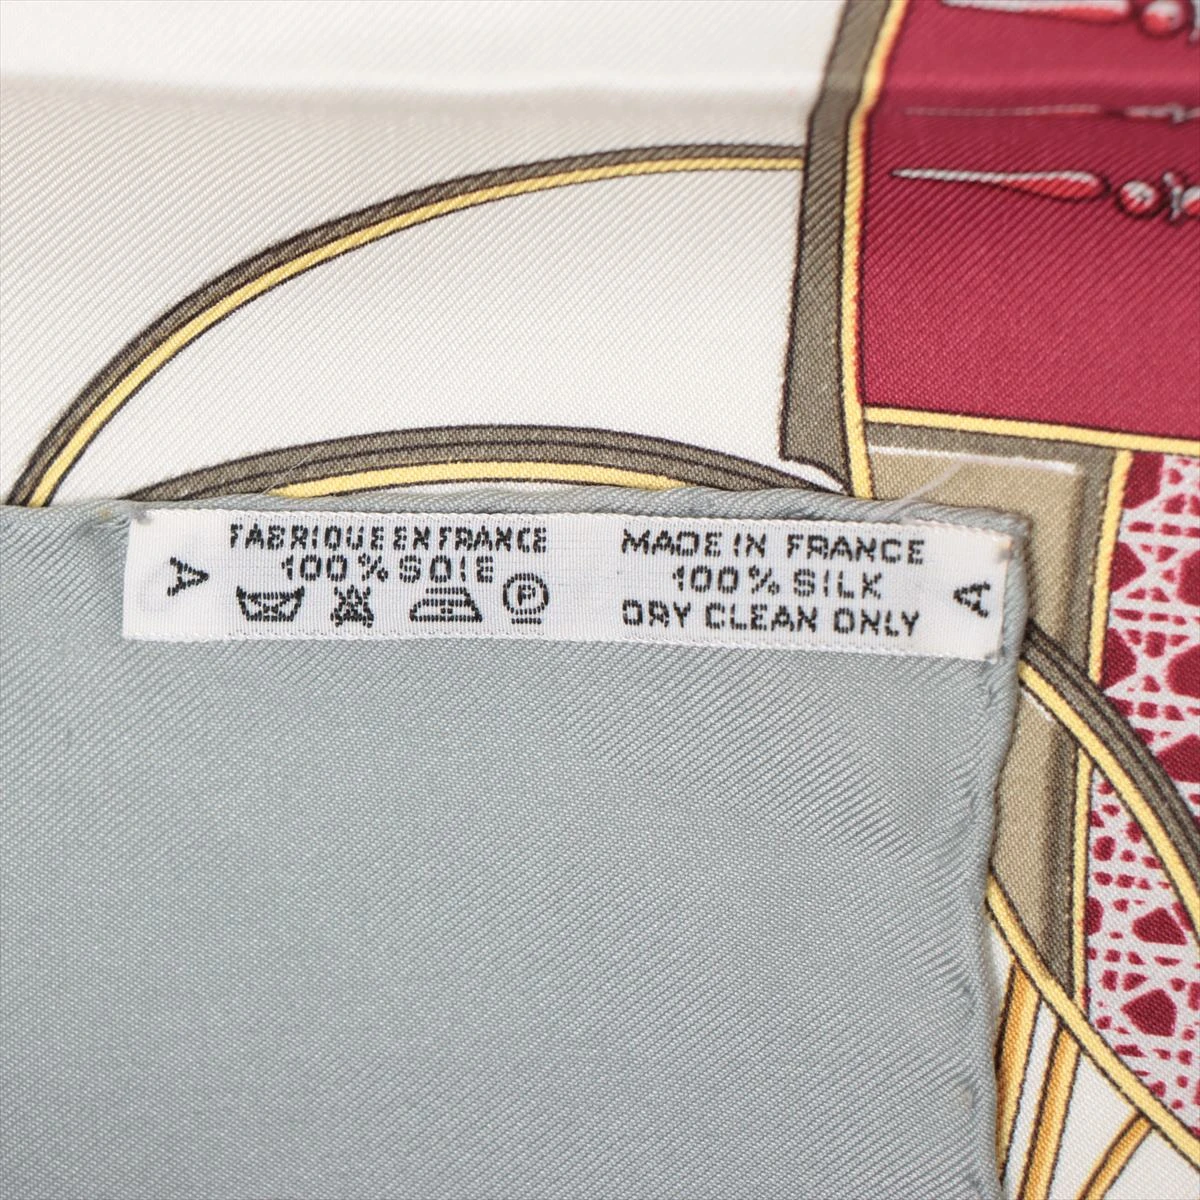 FABRIQUE EN FRANCE
100% SOIE
P
A
MADE IN FRANCE
100% SILK
DRY CLEAN ONLY
A